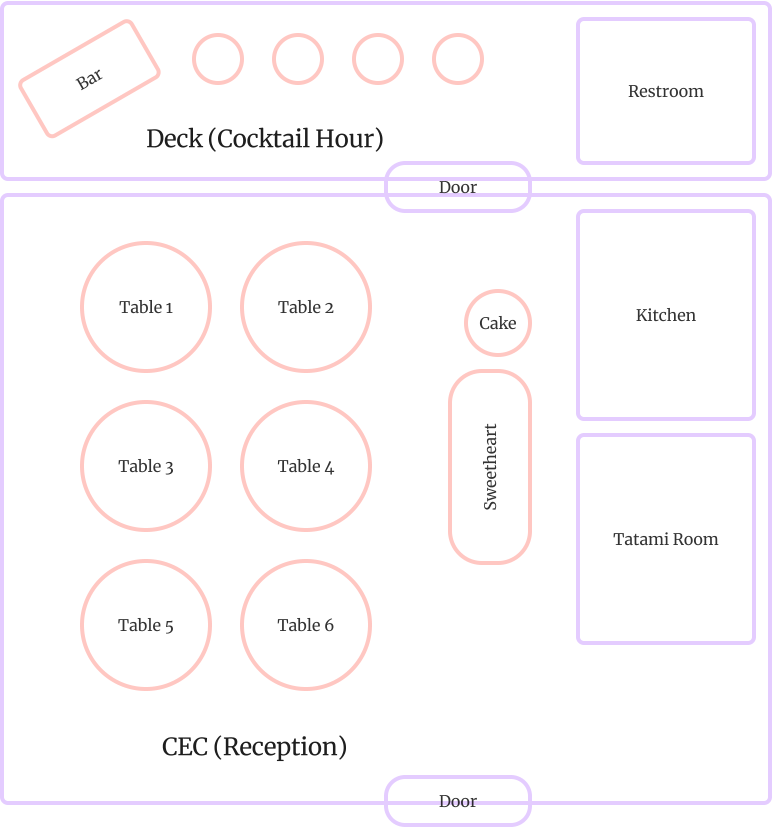 Bar
Restroom
Deck (Cocktail Hour)
Door
Table 1
Table 2
Cake
Kitchen
Table 3
Table 4
Sweetheart
Tatami Room
Table 5
Table 6
CEC (Reception)
Door